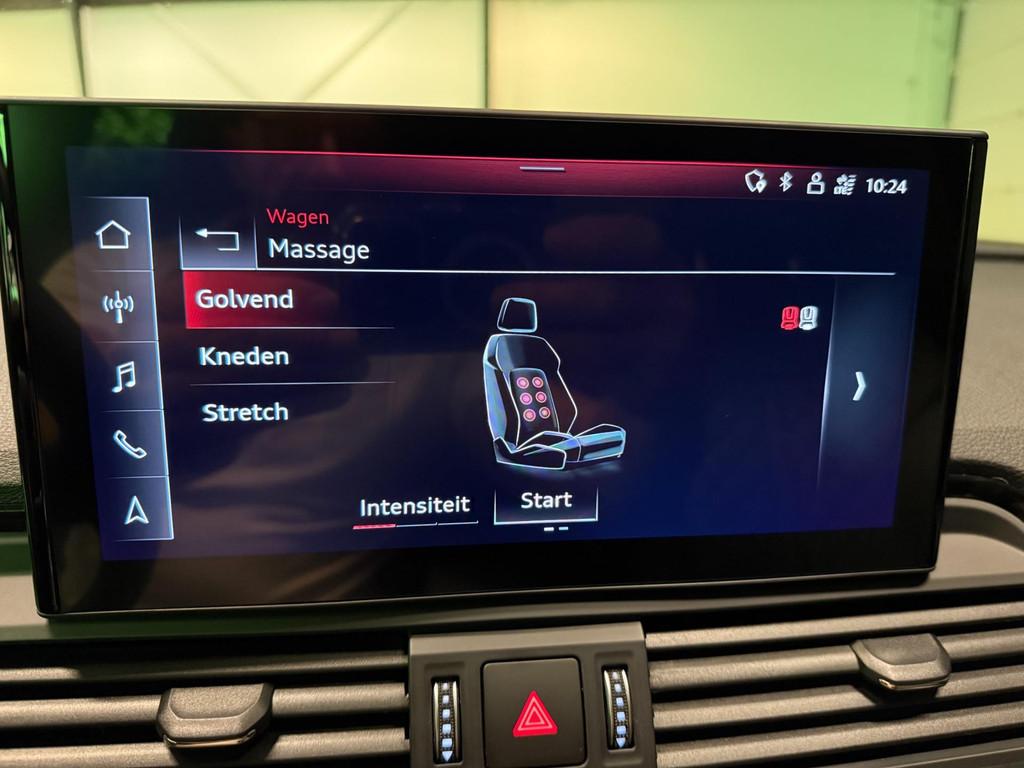 10:24
Wagen
Massage
Golvend
Kneden
Stretch
Intensiteit
Start